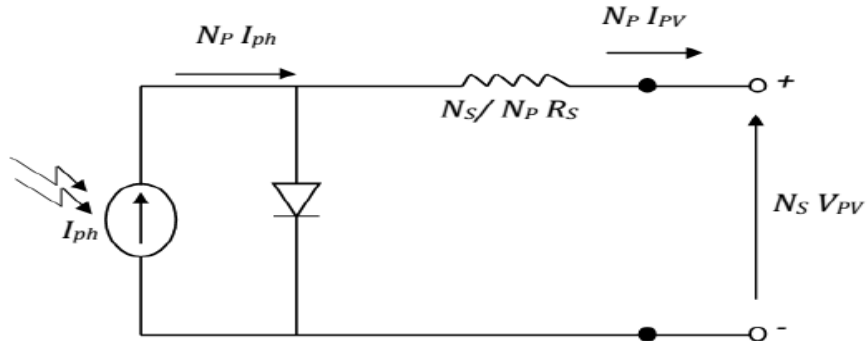 N_P I_ph
N_P I_PV
+
N_S/ N_P R_S
I_ph
N_S V_PV
-